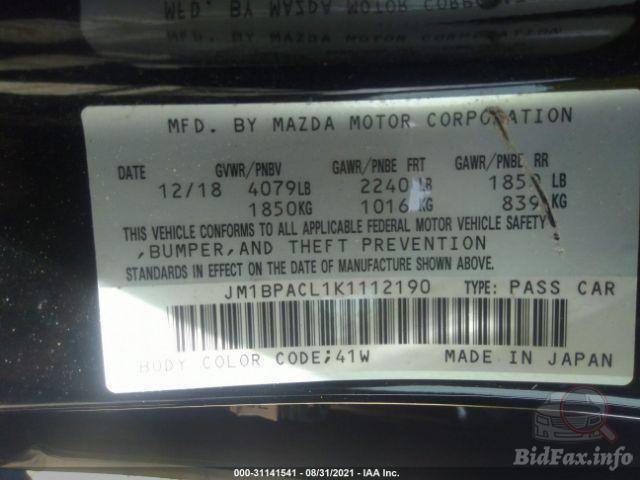 MFD. BY MAZDA MOTOR CORPORATION
DATE GVWR/PNBV GAWR/PNBE FRT GAWR/PNBE RR
12/18 4079LB 2240 LB 185 LB
1850KG 1016 KG 839 KG
THIS VEHICLE CONFORMS TO ALL APPLICABLE FEDERAL MOTOR VEHICLE SAFETY
,BUMPER,AND THEFT PREVENTION
STANDARDS IN EFFECT ON THE DATE OF MANUFACTURE SHOWN ABOVE.
JM1BPACL1K1112190 TYPE: PASS CAR
BODY COLOR CODE;41W MADE IN JAPAN
000-31141541 - 08/31/2021 - IAA Inc.
BidFax.info